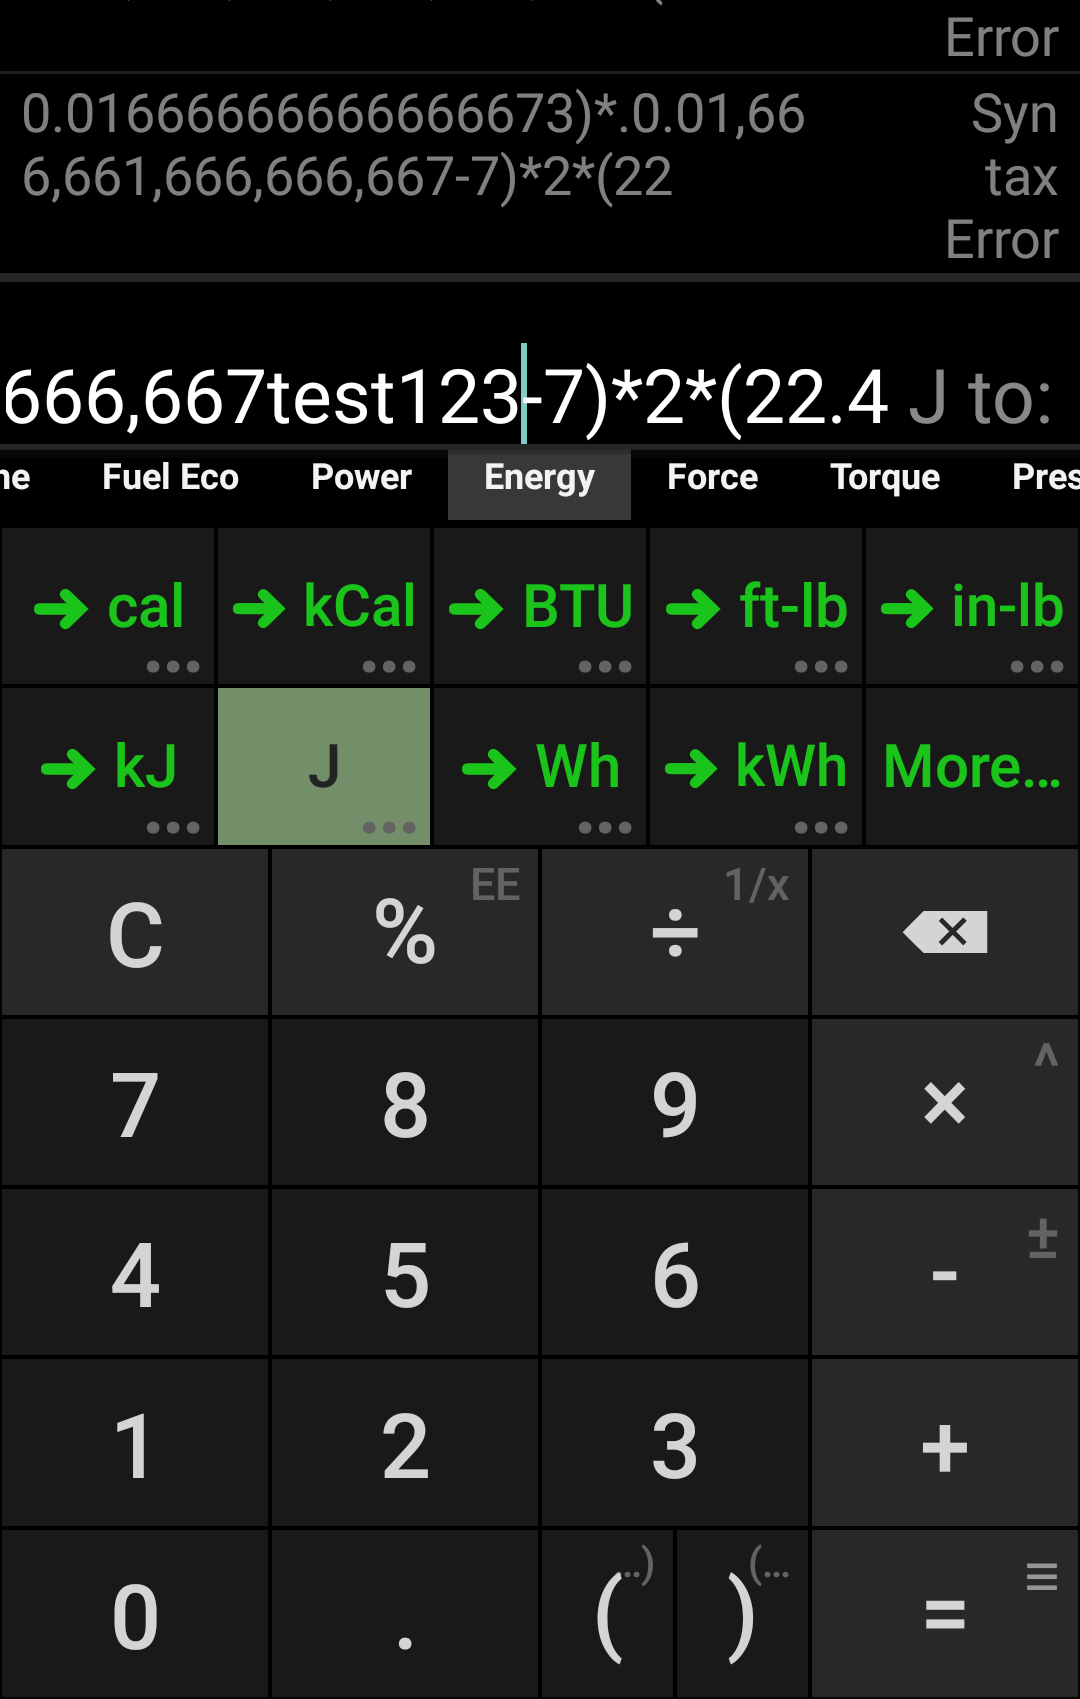 Error
0.01666666666666673)*.0.01,66 Syn
6,661,666,666,667-7)*2*(22 tax
Error
666,667test123-7)*2*(22.4 J to:
ne Fuel Eco Power Energy Force Torque Pres
→ cal → kCal → BTU → ft-lb → in-lb
→ kJ J → Wh → kWh More...
C % EE ÷ 1/x
7 8 9 × ^
4 5 6 - ±
1 2 3 +
0 . ( ..) ) (... =